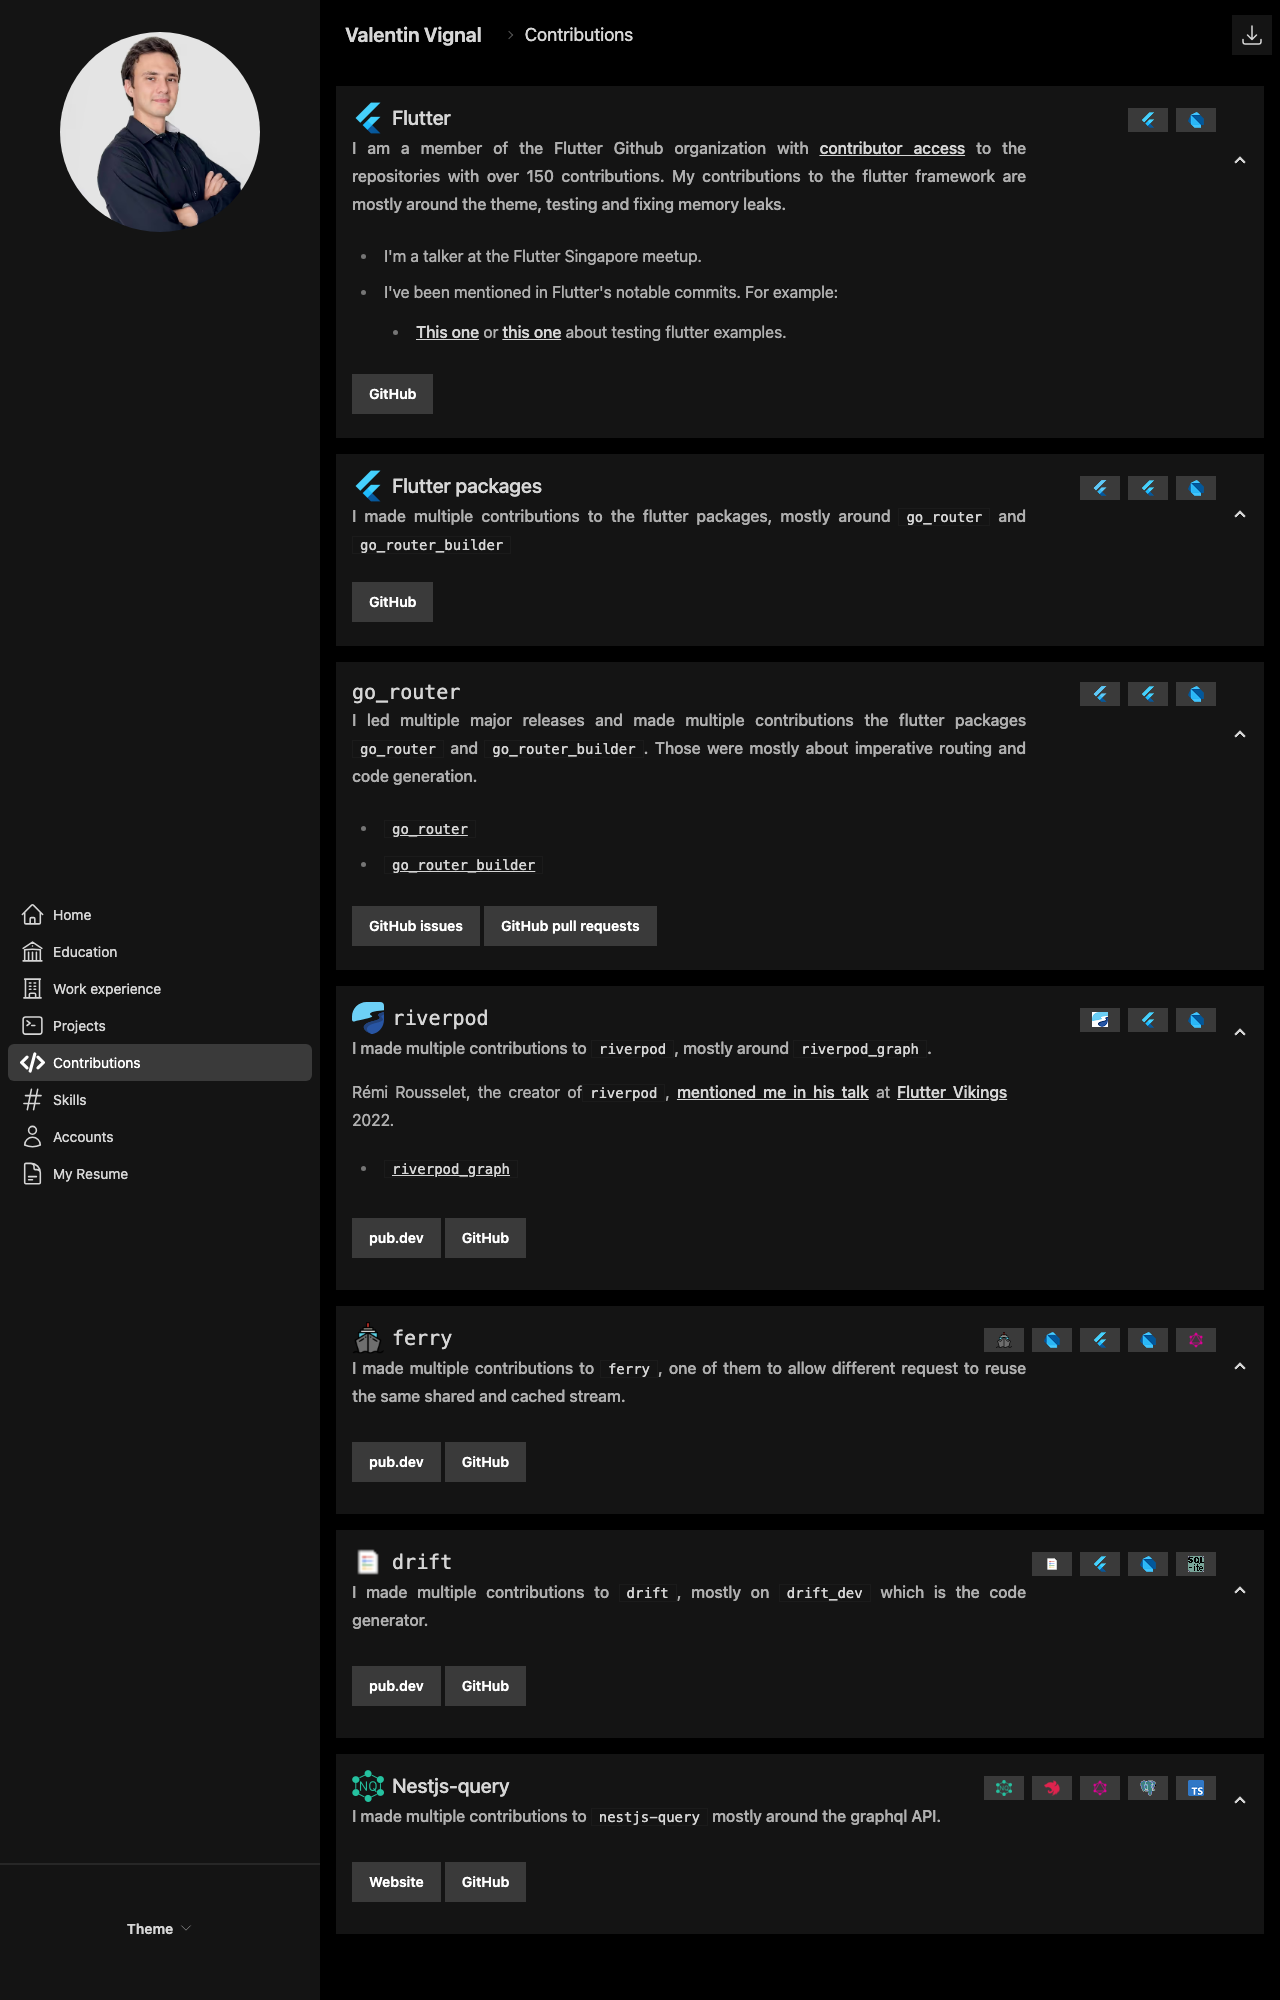 Valentin Vignal
Contributions
Home
Education
Work experience
Projects
Contributions
Skills
Accounts
My Resume
Theme
Flutter
I am a member of the Flutter Github organization with contributor access to the
repositories with over 150 contributions. My contributions to the flutter framework are
mostly around the theme, testing and fixing memory leaks.
• I'm a talker at the Flutter Singapore meetup.
• I've been mentioned in Flutter's notable commits. For example:
• This one or this one about testing flutter examples.
GitHub
Flutter packages
I made multiple contributions to the flutter packages, mostly around go_router and
go_router_builder
GitHub
go_router
I led multiple major releases and made multiple contributions the flutter packages
go_router and go_router_builder. Those were mostly about imperative routing and
code generation.
• go_router
• go_router_builder
GitHub issues GitHub pull requests
riverpod
I made multiple contributions to riverpod, mostly around riverpod_graph.
Rémi Rousselet, the creator of riverpod, mentioned me in his talk at Flutter Vikings
2022.
• riverpod_graph
pub.dev GitHub
ferry
I made multiple contributions to ferry, one of them to allow different request to reuse
the same shared and cached stream.
pub.dev GitHub
drift
SQL
ite
I made multiple contributions to drift, mostly on drift_dev which is the code
generator.
pub.dev GitHub
NQ Nestjs-query
TS
I made multiple contributions to nestjs-query mostly around the graphql API.
Website GitHub